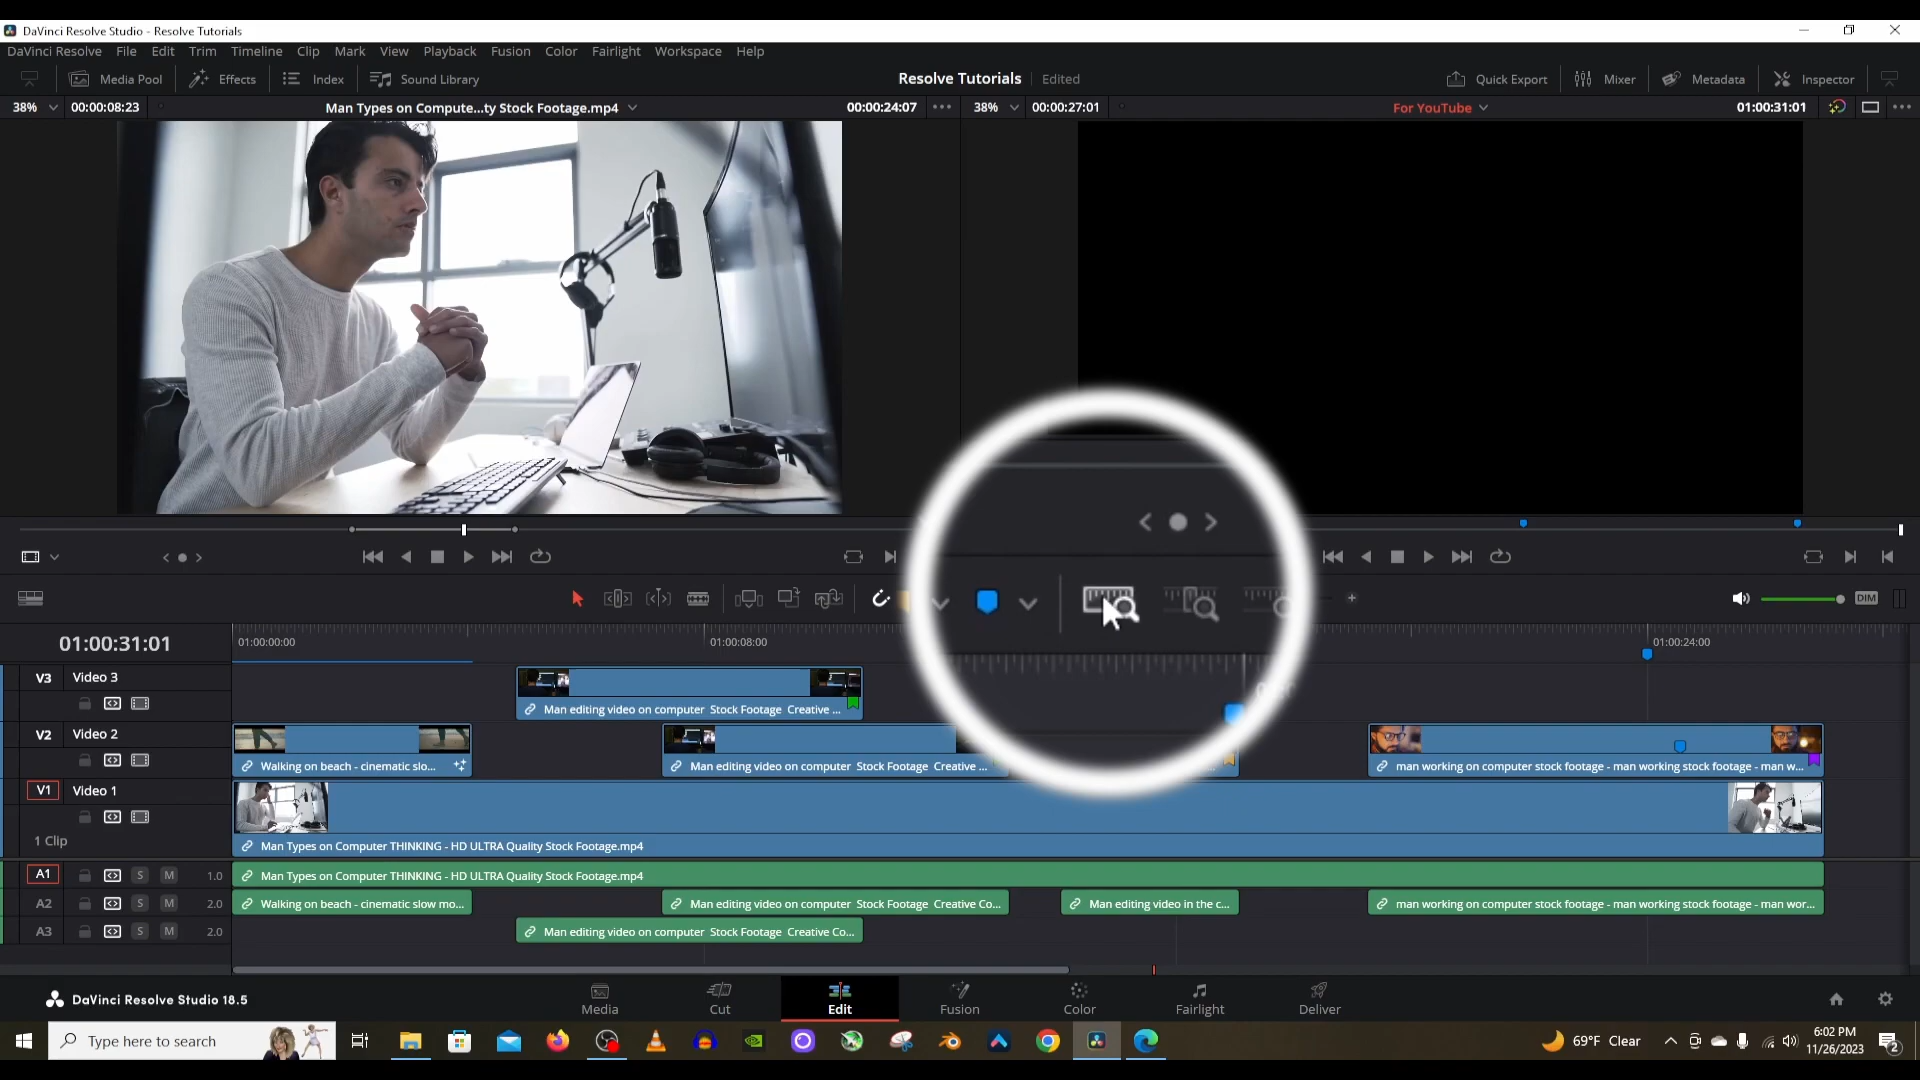 DaVinci Resolve Studio - Resolve Tutorials
DaVinci Resolve File Edit Trim Timeline Clip Mark View Playback Fusion Color Fairlight Workspace Help
Media Pool Effects Index Sound Library Resolve Tutorials Edited Quick Export Mixer Metadata Inspector
38% 00:00:08:23 Man Types on Compute...ty Stock Footage.mp4 00:00:24:07 38% 00:00:27:01 For YouTube 01:00:31:01
DIM
01:00:31:01 01:00:00:00 01:00:08:00 01:00:24:00
V3 Video 3
Man editing video on computer Stock Footage Creative ...
V2 Video 2
Walking on beach - cinematic slo... Man editing video on computer Stock Footage Creative ... man working on computer stock footage - man working stock footage - man w...
V1 Video 1
1 Clip
Man Types on Computer THINKING - HD ULTRA Quality Stock Footage.mp4
A1 S M 1.0 Man Types on Computer THINKING - HD ULTRA Quality Stock Footage.mp4
A2 S M 2.0 Walking on beach - cinematic slow mo... Man editing video on computer Stock Footage Creative Co... Man editing video in the c... man working on computer stock footage - man working stock footage - man wor...
A3 S M 2.0 Man editing video on computer Stock Footage Creative Co...
DaVinci Resolve Studio 18.5 Media Cut Edit Fusion Color Fairlight Deliver
Type here to search 69°F Clear 6:02 PM
11/26/2023 2